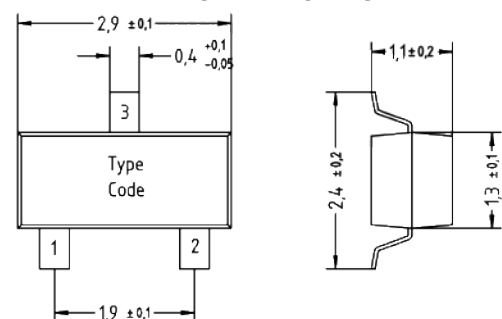 2,9 ±0,1
0,4 +0,1 -0,05
1,1±0,2
3
Type
Code
2,4 ±0,2
1,3 ±0,1
1
2
1,9 ±0,1